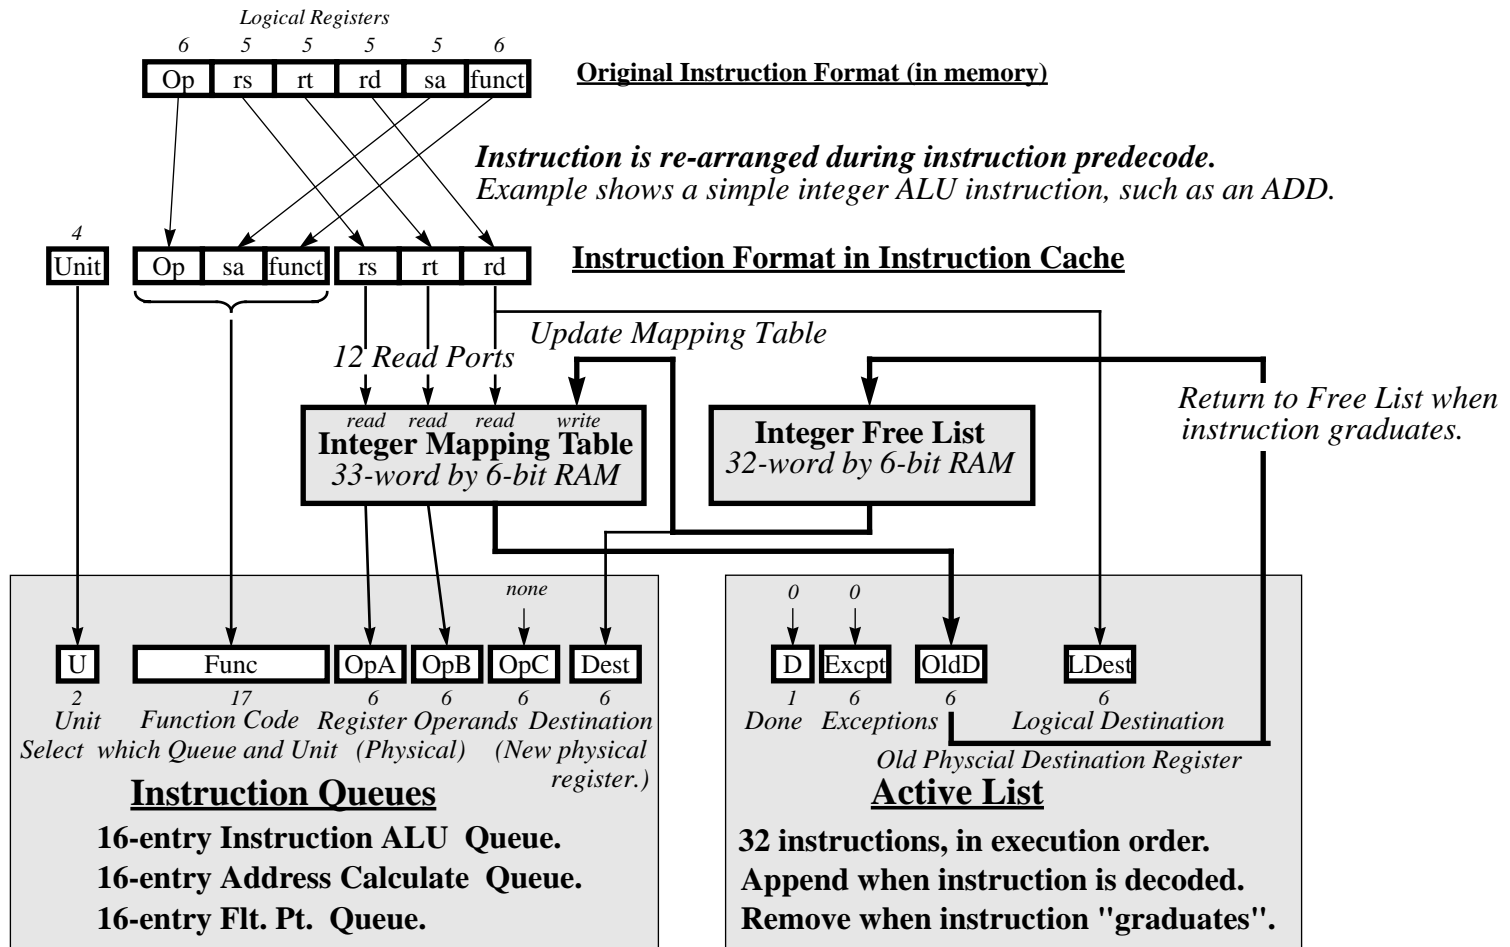 Logical Registers
6 5 5 5 5 6
Op rs rt rd sa funct
Original Instruction Format (in memory)
Instruction is re-arranged during instruction predecode.
Example shows a simple integer ALU instruction, such as an ADD.
4
Unit Op sa funct rs rt rd
Instruction Format in Instruction Cache
Update Mapping Table
12 Read Ports
Return to Free List when
instruction graduates.
read read read write
Integer Mapping Table
33-word by 6-bit RAM
Integer Free List
32-word by 6-bit RAM
none
U Func OpA OpB OpC Dest
2 17 6 6 6 6
Unit Function Code Register Operands Destination
Select which Queue and Unit (Physical) (New physical
register.)
Instruction Queues
16-entry Instruction ALU Queue.
16-entry Address Calculate Queue.
16-entry Flt. Pt. Queue.
0 0
D Excpt OldD LDest
1 6 6 6
Done Exceptions Logical Destination
Old Physcial Destination Register
Active List
32 instructions, in execution order.
Append when instruction is decoded.
Remove when instruction "graduates".